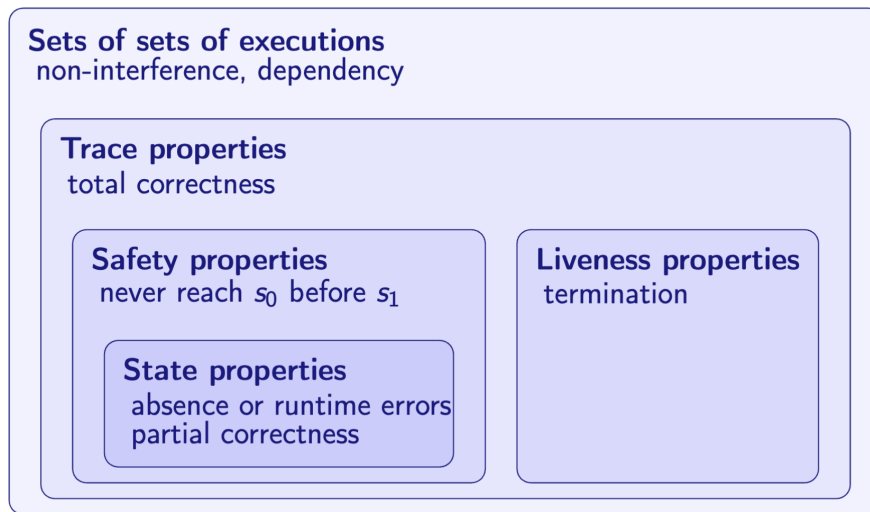 Sets of sets of executions
non-interference, dependency
Trace properties
total correctness
Safety properties
never reach s₀ before s₁
Liveness properties
termination
State properties
absence or runtime errors
partial correctness